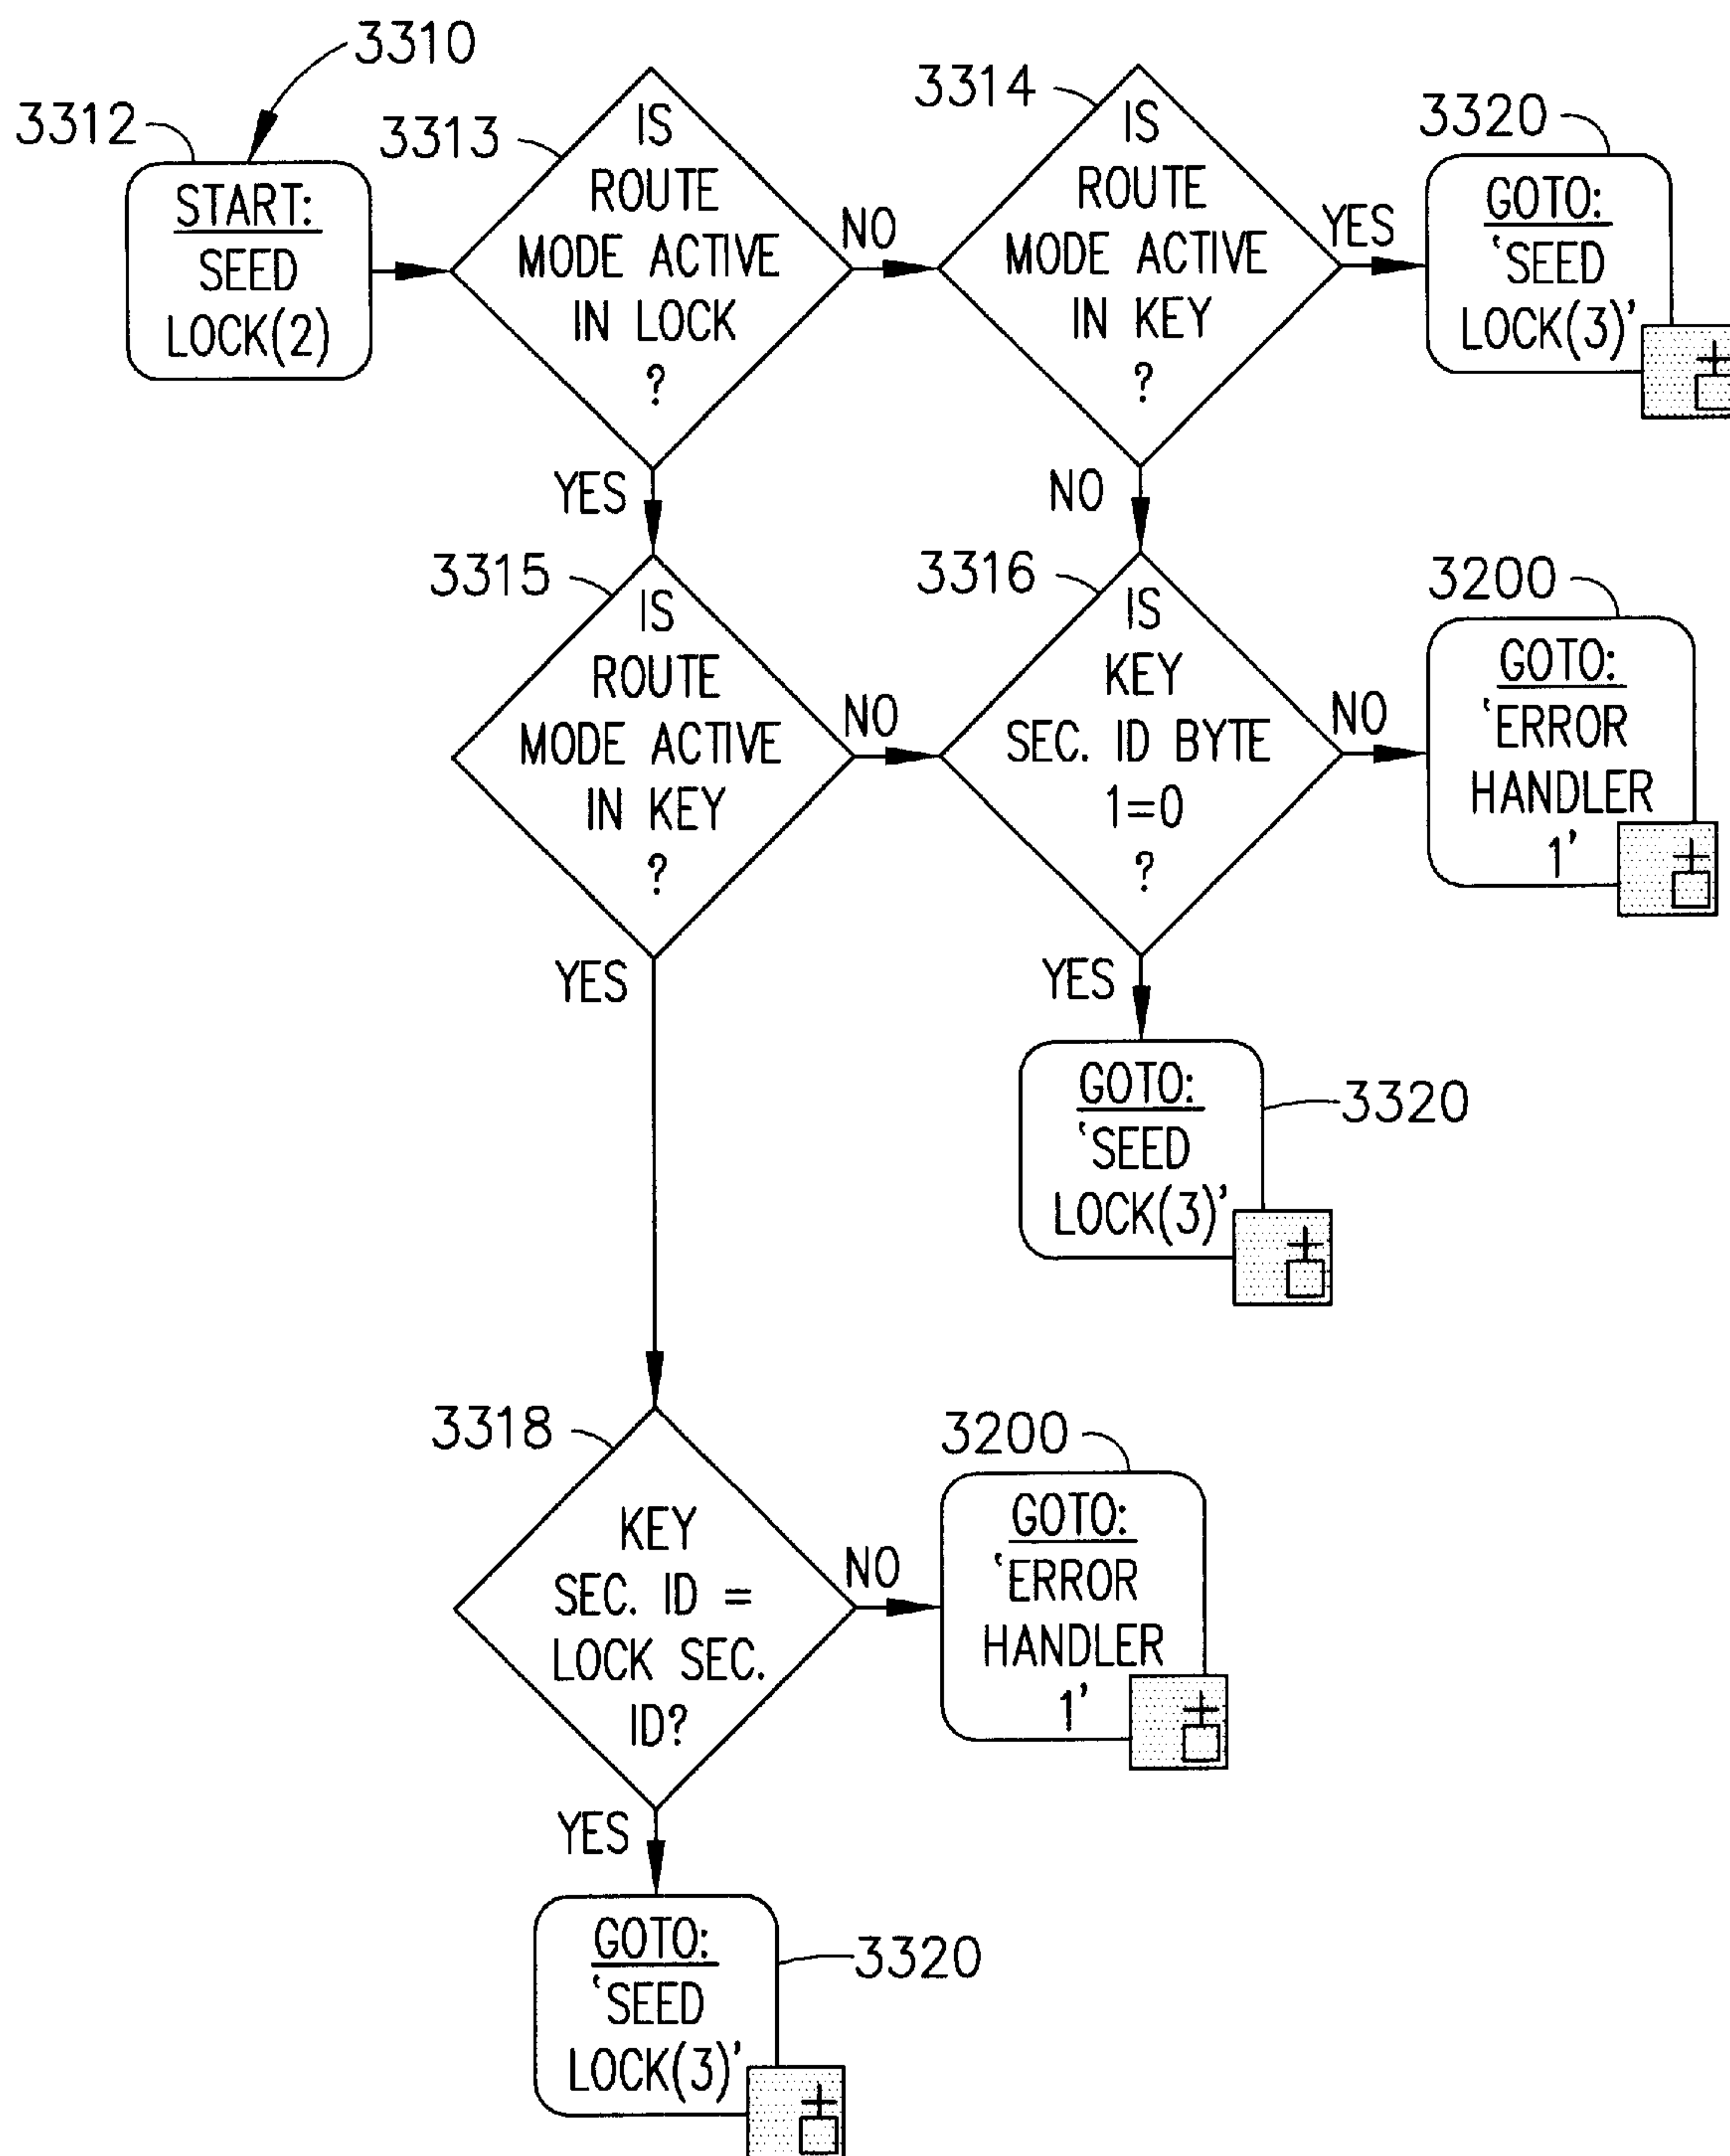 3310
3312
START:
SEED
LOCK(2)
3313
IS
ROUTE
MODE ACTIVE
IN LOCK
?
NO
YES
3314
IS
ROUTE
MODE ACTIVE
IN KEY
?
YES
NO
3320
GOTO:
'SEED
LOCK(3)'
3315
IS
ROUTE
MODE ACTIVE
IN KEY
?
NO
YES
3316
IS
KEY
SEC. ID BYTE
1=0
?
NO
YES
3200
GOTO:
'ERROR
HANDLER
1'
GOTO:
'SEED
LOCK(3)'
3320
3318
KEY
SEC. ID =
LOCK SEC.
ID?
NO
YES
3200
GOTO:
'ERROR
HANDLER
1'
GOTO:
'SEED
LOCK(3)'
3320